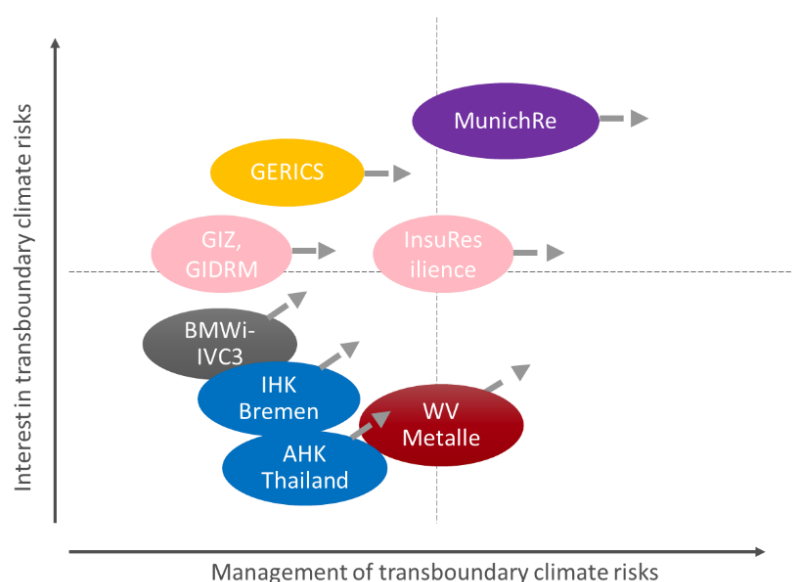 Interest in transboundary climate risks
MunichRe
GERICS
GIZ,
GIDRM
InsuRes
ilience
BMWi-
IVC3
IHK
Bremen
WV
Metalle
AHK
Thailand
Management of transboundary climate risks